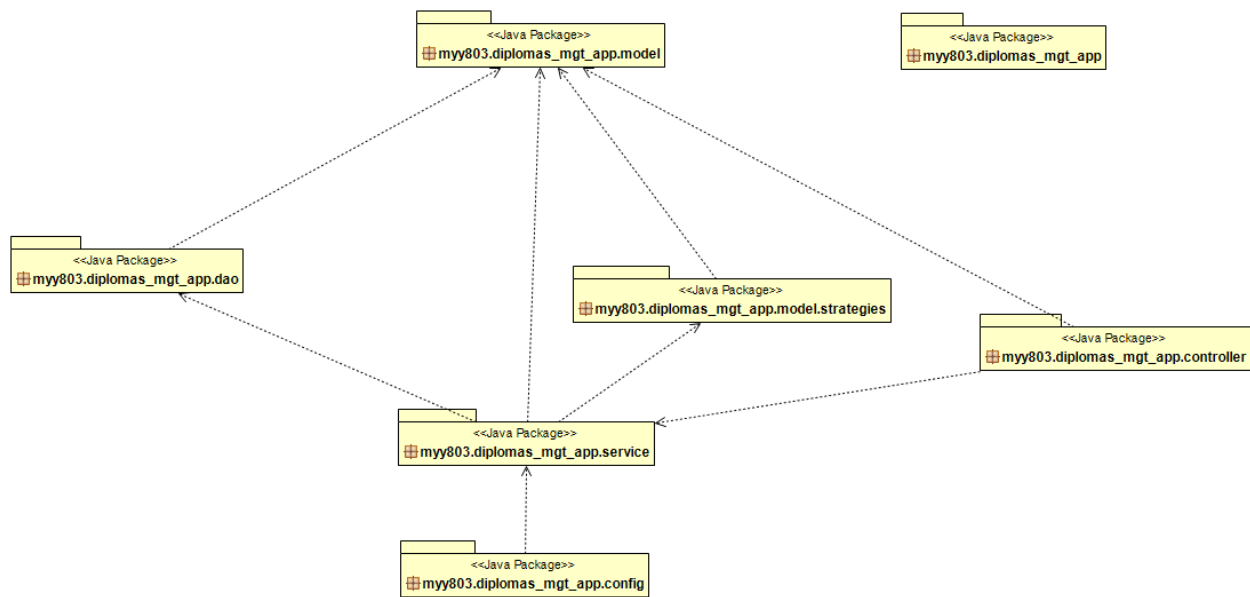 <<Java Package>>
myy803.diplomas_mgt_app.model
<<Java Package>>
myy803.diplomas_mgt_app
<<Java Package>>
myy803.diplomas_mgt_app.dao
<<Java Package>>
myy803.diplomas_mgt_app.model.strategies
<<Java Package>>
myy803.diplomas_mgt_app.controller
<<Java Package>>
myy803.diplomas_mgt_app.service
<<Java Package>>
myy803.diplomas_mgt_app.config